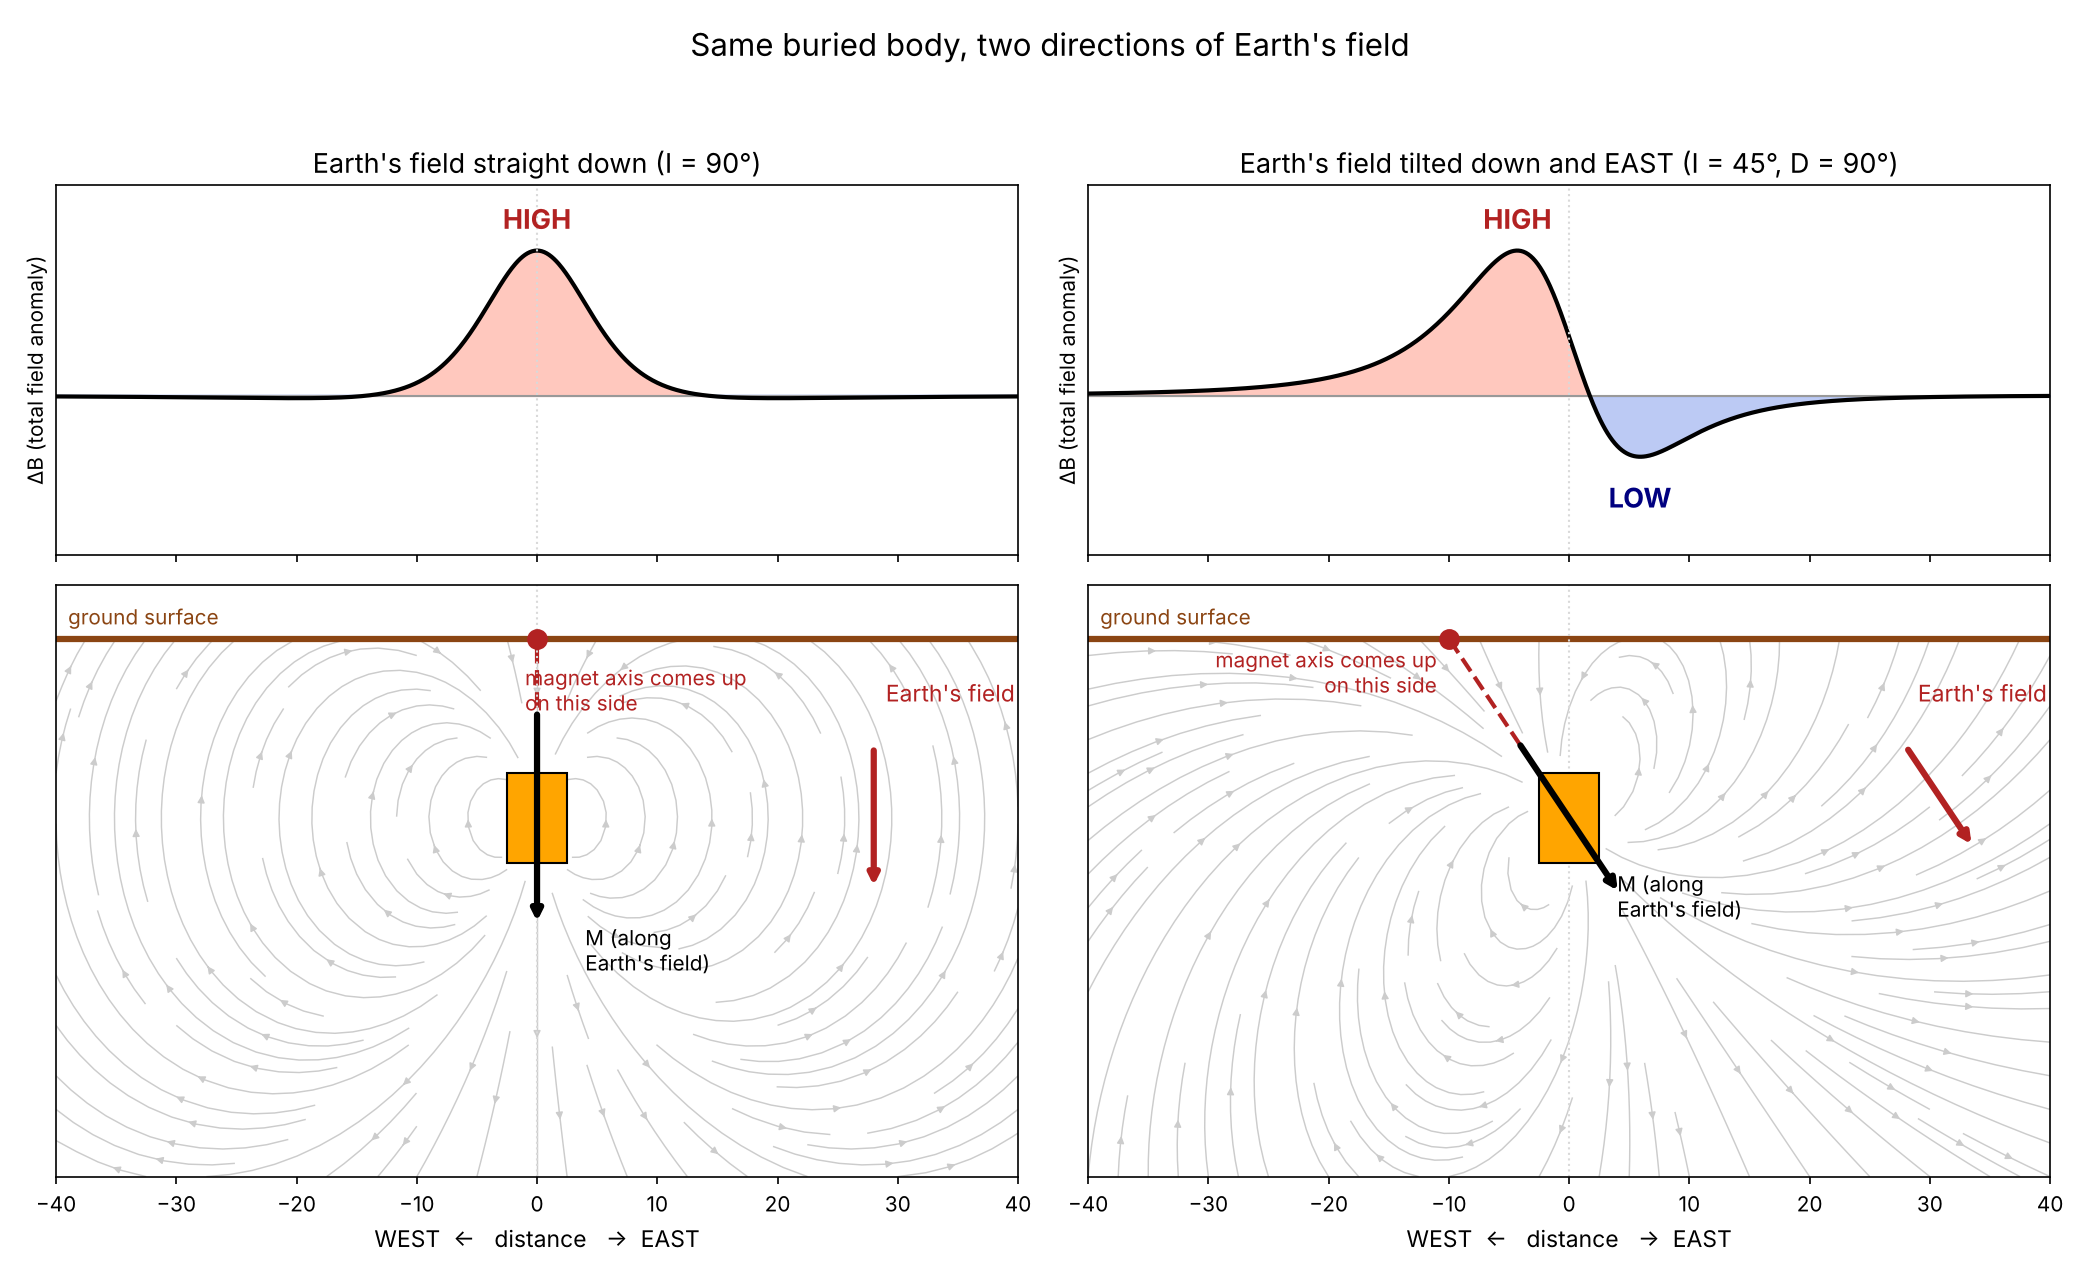 Same buried body, two directions of Earth's field
Earth's field straight down (I = 90°)
HIGH
ΔB (total field anomaly)
Earth's field tilted down and EAST (I = 45°, D = 90°)
HIGH
LOW
ΔB (total field anomaly)
ground surface
magnet axis comes up
on this side
Earth's field
M (along
Earth's field)
−40 −30 −20 −10 0 10 20 30 40
WEST ← distance → EAST
ground surface
magnet axis comes up
on this side
Earth's field
M (along
Earth's field)
−40 −30 −20 −10 0 10 20 30 40
WEST ← distance → EAST